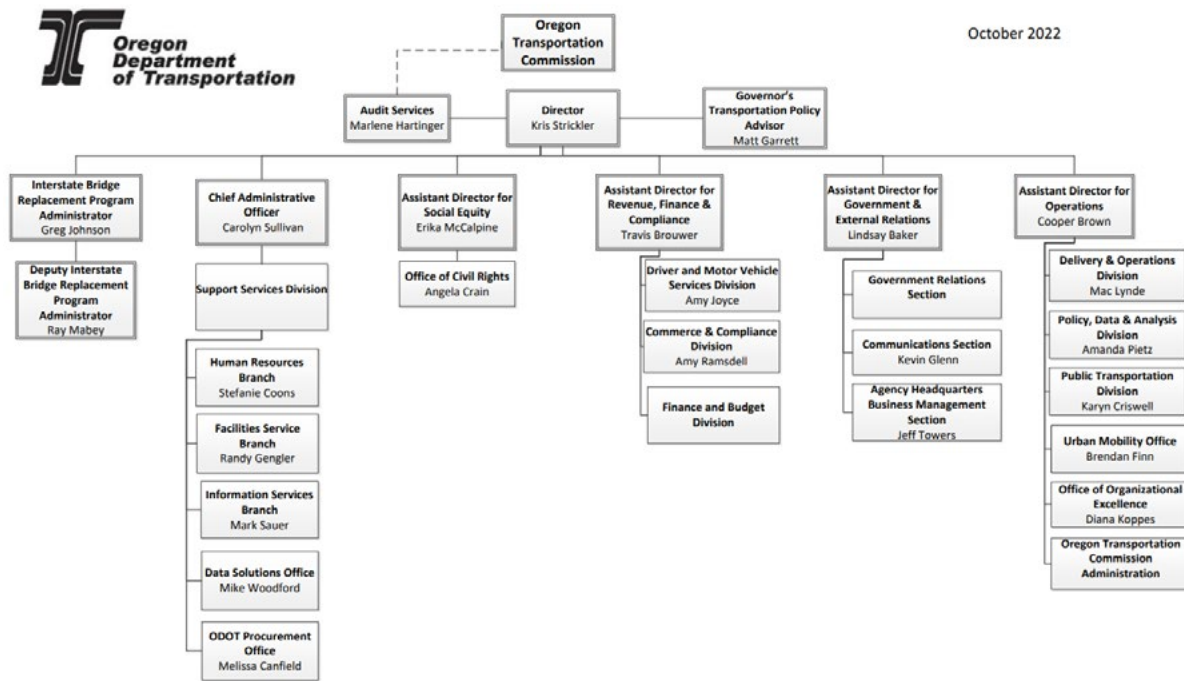 Oregon
Department
of Transportation
Oregon
Transportation
Commission
October 2022
Audit Services
Marlene Hartinger
Director
Kris Strickler
Governor's
Transportation Policy
Advisor
Matt Garrett
Interstate Bridge
Replacement Program
Administrator
Greg Johnson
Chief Administrative
Officer
Carolyn Sullivan
Assistant Director for
Social Equity
Erika McCalpine
Assistant Director for
Revenue, Finance &
Compliance
Travis Brouwer
Assistant Director for
Government &
External Relations
Lindsay Baker
Assistant Director for
Operations
Cooper Brown
Deputy Interstate
Bridge Replacement
Program
Administrator
Ray Mabey
Support Services Division
Human Resources
Branch
Stefanie Coons
Facilities Service
Branch
Randy Gengler
Information Services
Branch
Mark Sauer
Data Solutions Office
Mike Woodford
ODOT Procurement
Office
Melissa Canfield
Office of Civil Rights
Angela Crain
Driver and Motor Vehicle
Services Division
Amy Joyce
Commerce & Compliance
Division
Amy Ramsdell
Finance and Budget
Division
Government Relations
Section
Communications Section
Kevin Glenn
Agency Headquarters
Business Management
Section
Jeff Towers
Delivery & Operations
Division
Mac Lynde
Policy, Data & Analysis
Division
Amanda Pietz
Public Transportation
Division
Karyn Criswell
Urban Mobility Office
Brendan Finn
Office of Organizational
Excellence
Diana Koppes
Oregon Transportation
Commission
Administration